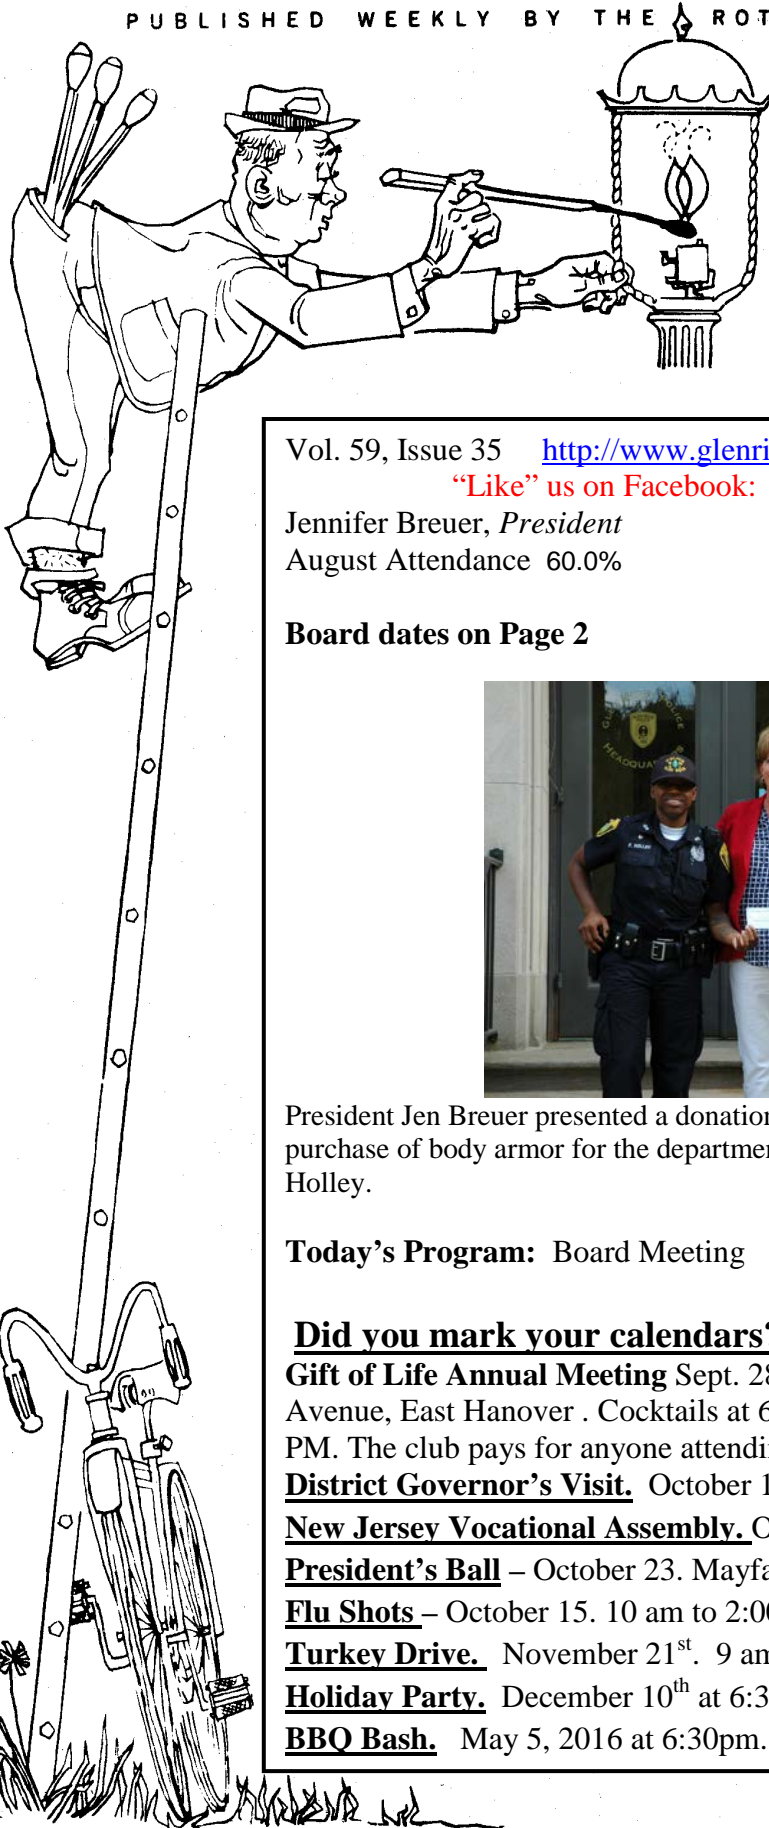 PUBLISHED WEEKLY BY THE ROT
Vol. 59, Issue 35 http://www.glenri
“Like” us on Facebook:
Jennifer Breuer, President
August Attendance 60.0%
Board dates on Page 2
POLICE
HEADQUA
President Jen Breuer presented a donation
purchase of body armor for the departmen
Holley.
Today’s Program: Board Meeting
Did you mark your calendars?
Gift of Life Annual Meeting Sept. 28
Avenue, East Hanover . Cocktails at 6
PM. The club pays for anyone attendi
District Governor’s Visit. October 1
New Jersey Vocational Assembly. O
President’s Ball – October 23. Mayfa
Flu Shots – October 15. 10 am to 2:00
Turkey Drive. November 21st. 9 am
Holiday Party. December 10th at 6:3
BBQ Bash. May 5, 2016 at 6:30pm.